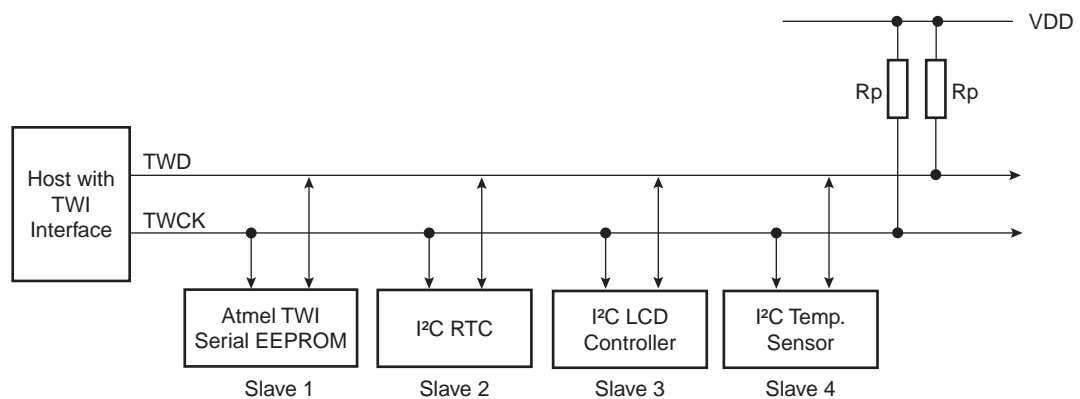 VDD
Rp
Rp
Host with
TWI
Interface
TWD
TWCK
Atmel TWI
Serial EEPROM
Slave 1
I²C RTC
Slave 2
I²C LCD
Controller
Slave 3
I²C Temp.
Sensor
Slave 4